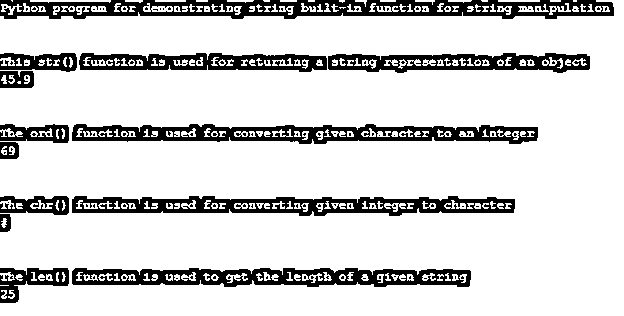 Python program for demonstrating string built-in function for string manipulation
This str() function is used for returning a string representation of an object
45.9
The ord() function is used for converting given character to an integer
69
The chr() function is used for converting given integer to character
#
The len() function is used to get the length of a given string
25